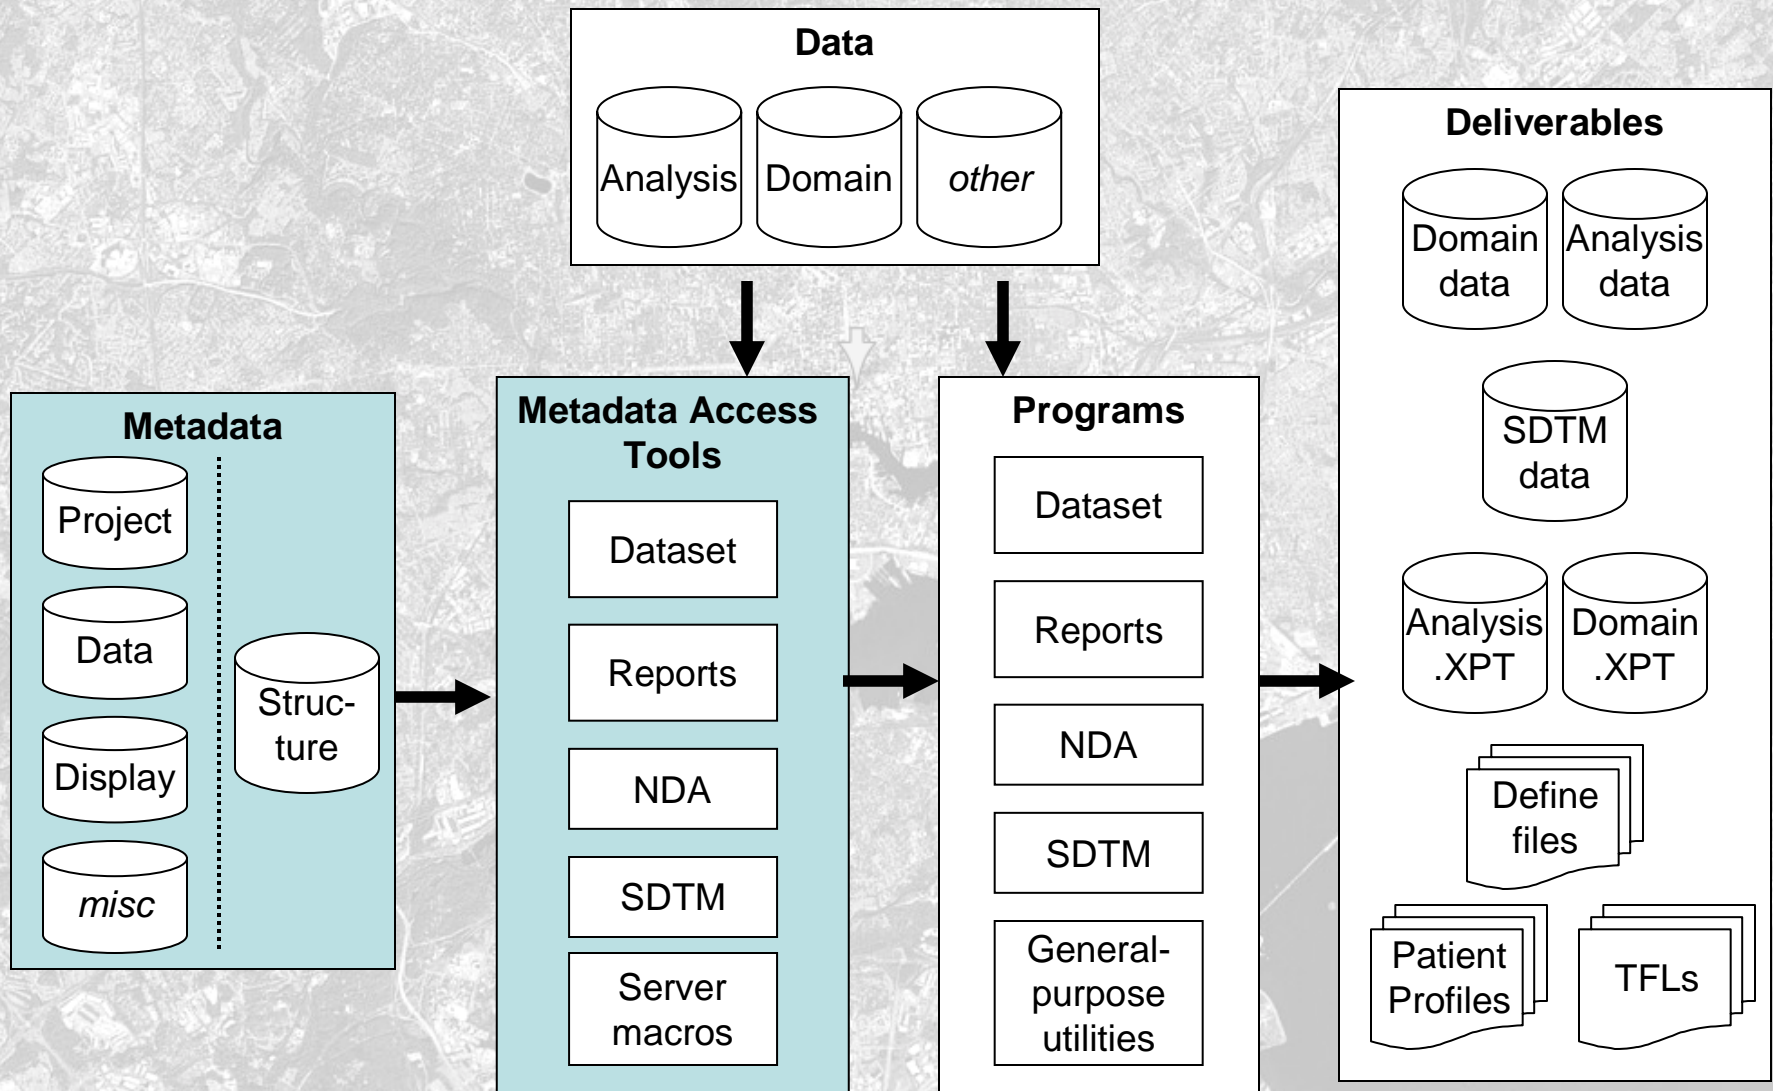 Data
Analysis
Domain
other
Metadata
Project
Data
Display
misc
Struc-
ture
Metadata Access
Tools
Dataset
Reports
NDA
SDTM
Server
macros
Programs
Dataset
Reports
NDA
SDTM
General-
purpose
utilities
Deliverables
Domain
data
Analysis
data
SDTM
data
Analysis
.XPT
Domain
.XPT
Define
files
Patient
Profiles
TFLs